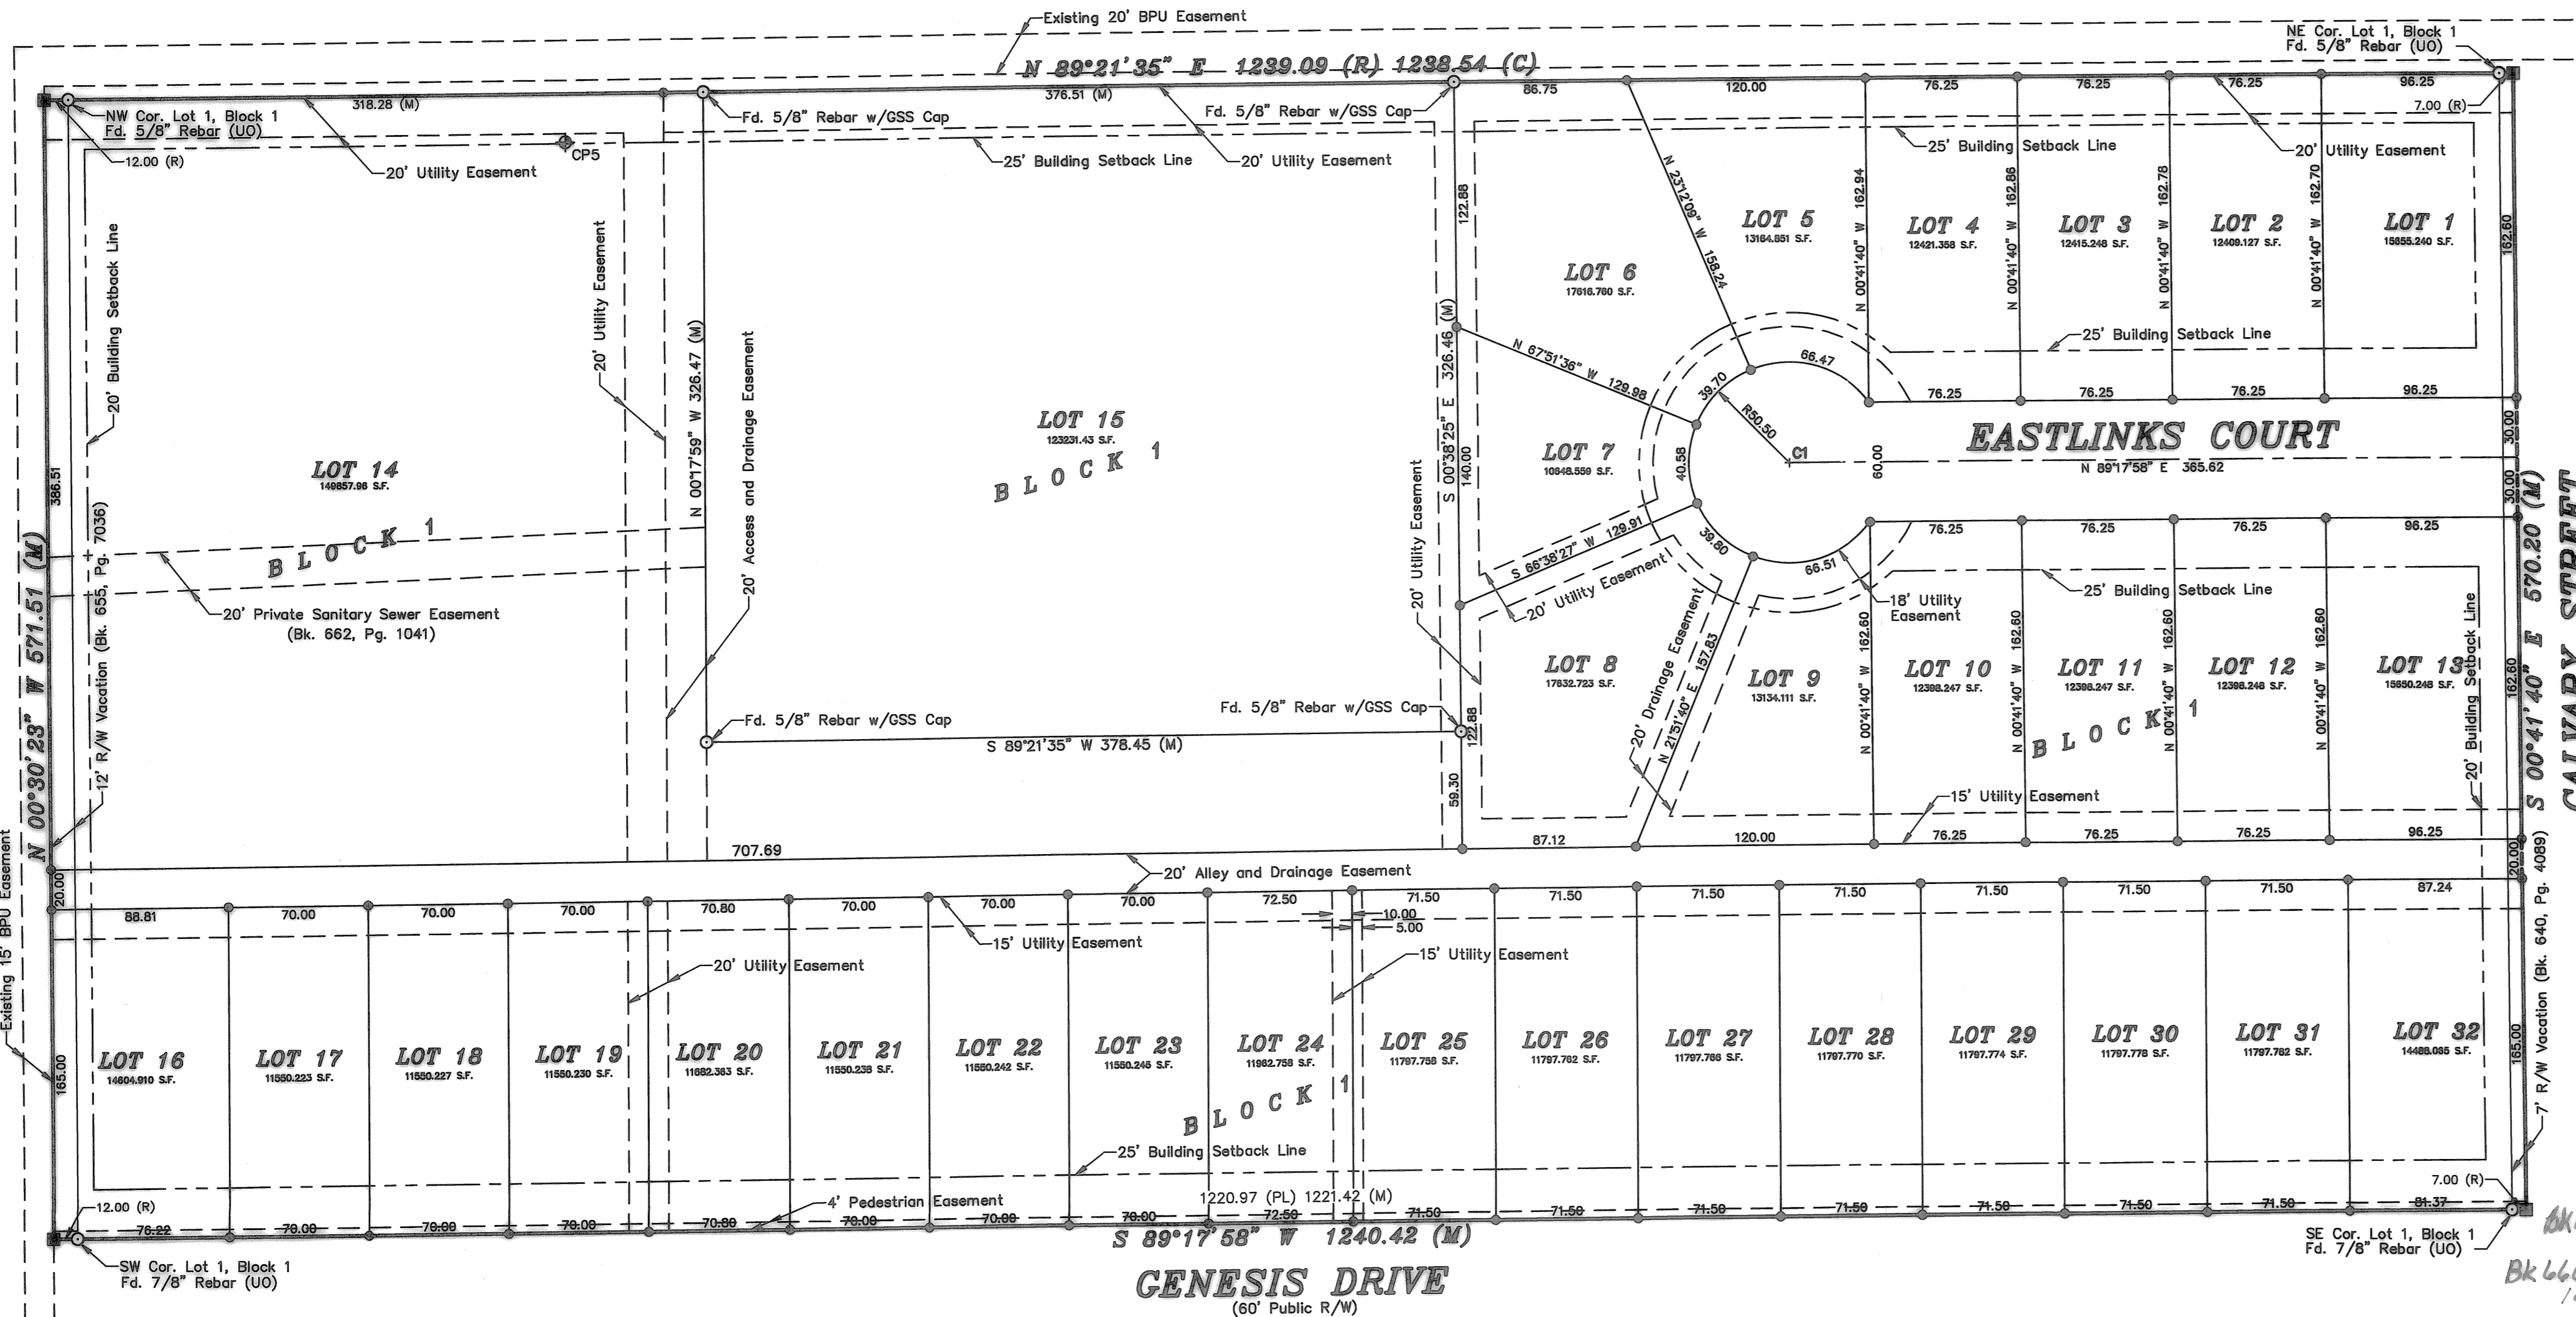 Existing 20' BPU Easement
NE Cor. Lot 1, Block 1
Fd. 5/8" Rebar (UO)
N 89°21'35" E 1239.09 (R) 1238.54 (C)
318.28 (M)
376.51 (M)
86.75
120.00
76.25
76.25
76.25
96.25
7.00 (R)
NW Cor. Lot 1, Block 1
Fd. 5/8" Rebar (UO)
12.00 (R)
CP5
20' Utility Easement
Fd. 5/8" Rebar w/GSS Cap
Fd. 5/8" Rebar w/GSS Cap
25' Building Setback Line
20' Utility Easement
25' Building Setback Line
20' Utility Easement
20' Building Setback Line
20' Utility Easement
20' Access and Drainage Easement
N 00°17'59" W 326.47 (M)
122.88
S 00°38'25" E 326.46 (M)
140.00
N 23°12'09" W 158.24
N 00°41'40" W 162.94
N 00°41'40" W 162.86
N 00°41'40" W 162.78
N 00°41'40" W 162.70
162.60
LOT 6
17616.760 S.F.
LOT 5
13164.851 S.F.
LOT 4
12421.358 S.F.
LOT 3
12415.248 S.F.
LOT 2
12409.127 S.F.
LOT 1
15655.240 S.F.
25' Building Setback Line
N 67°51'36" W 129.98
66.47
39.70
R50.50
C1
40.58
39.80
66.51
76.25
76.25
76.25
96.25
EASTLINKS COURT
N 89°17'58" E 365.62
60.00
30.00
30.00
LOT 7
10648.559 S.F.
LOT 15
123231.43 S.F.
BLOCK 1
LOT 14
149857.96 S.F.
BLOCK 1
386.51
N 00°30'23" W 571.51 (M)
12' R/W Vacation (Bk. 655, Pg. 7036)
20' Private Sanitary Sewer Easement
(Bk. 662, Pg. 1041)
20' Utility Easement
S 66°38'27" W 129.91
20' Utility Easement
20' Drainage Easement
N 21°51'40" E 157.83
18' Utility
Easement
76.25
76.25
76.25
96.25
25' Building Setback Line
N 00°41'40" W 162.60
N 00°41'40" W 162.60
N 00°41'40" W 162.60
N 00°41'40" W 162.60
20' Building Setback Line
162.60
S 00°41'40" E 570.20 (M)
CALVARY STREET
LOT 8
17632.723 S.F.
LOT 9
13134.111 S.F.
LOT 10
12398.247 S.F.
LOT 11
12398.247 S.F.
LOT 12
12398.246 S.F.
LOT 13
15650.248 S.F.
BLOCK 1
Fd. 5/8" Rebar w/GSS Cap
Fd. 5/8" Rebar w/GSS Cap
S 89°21'35" W 378.45 (M)
122.88
59.30
15' Utility Easement
707.69
87.12
120.00
76.25
76.25
76.25
96.25
20' Alley and Drainage Easement
20.00
20.00
88.81
70.00
70.00
70.00
70.80
70.00
70.00
70.00
72.50
71.50
71.50
71.50
71.50
71.50
71.50
87.24
10.00
5.00
15' Utility Easement
20' Utility Easement
15' Utility Easement
Existing 15' BPU Easement
165.00
165.00
7' R/W Vacation (Bk. 640, Pg. 4089)
LOT 16
14604.910 S.F.
LOT 17
11550.223 S.F.
LOT 18
11550.227 S.F.
LOT 19
11550.230 S.F.
LOT 20
11682.363 S.F.
LOT 21
11550.238 S.F.
LOT 22
11550.242 S.F.
LOT 23
11550.245 S.F.
LOT 24
11962.758 S.F.
LOT 25
11797.758 S.F.
LOT 26
11797.762 S.F.
LOT 27
11797.766 S.F.
LOT 28
11797.770 S.F.
LOT 29
11797.774 S.F.
LOT 30
11797.778 S.F.
LOT 31
11797.782 S.F.
LOT 32
14486.035 S.F.
BLOCK 1
25' Building Setback Line
4' Pedestrian Easement
1220.97 (PL) 1221.42 (M)
12.00 (R)
7.00 (R)
76.22
70.00
70.00
70.00
70.80
70.00
70.00
70.00
72.50
71.50
71.50
71.50
71.50
71.50
71.50
71.50
81.37
S 89°17'58" W 1240.42 (M)
SW Cor. Lot 1, Block 1
Fd. 7/8" Rebar (UO)
SE Cor. Lot 1, Block 1
Fd. 7/8" Rebar (UO)
GENESIS DRIVE
(60' Public R/W)